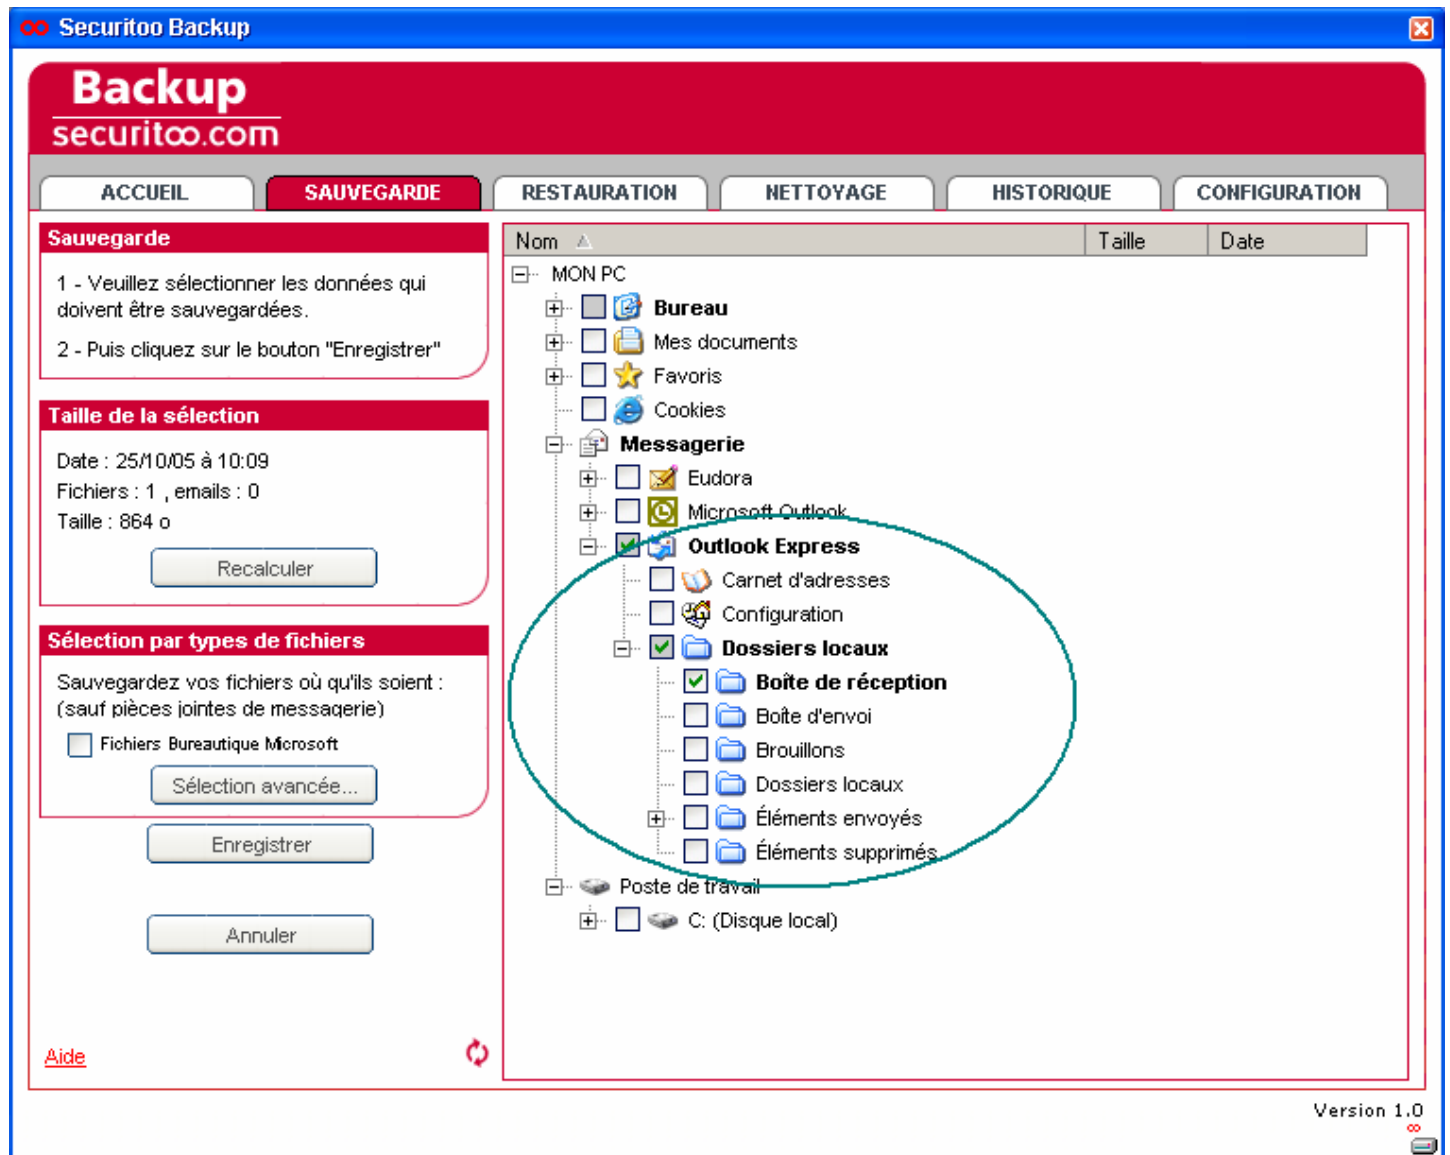 Securitoo Backup
Backup
securitoo.com
ACCUEIL
SAUVEGARDE
RESTAURATION
NETTOYAGE
HISTORIQUE
CONFIGURATION
Sauvegarde
1 - Veuillez sélectionner les données qui
doivent être sauvegardées.
2 - Puis cliquez sur le bouton "Enregistrer"
Taille de la sélection
Date : 25/10/05 à 10:09
Fichiers : 1 , emails : 0
Taille : 864 o
Recalculer
Sélection par types de fichiers
Sauvegardez vos fichiers où qu'ils soient :
(sauf pièces jointes de messagerie)
Fichiers Bureautique Microsoft
Sélection avancée...
Enregistrer
Annuler
Aide
Nom
Taille
Date
MON PC
Bureau
Mes documents
Favoris
Cookies
Messagerie
Eudora
Microsoft Outlook
Outlook Express
Carnet d'adresses
Configuration
Dossiers locaux
Boîte de réception
Boîte d'envoi
Brouillons
Dossiers locaux
Éléments envoyés
Éléments supprimés
Poste de travail
C: (Disque local)
Version 1.0